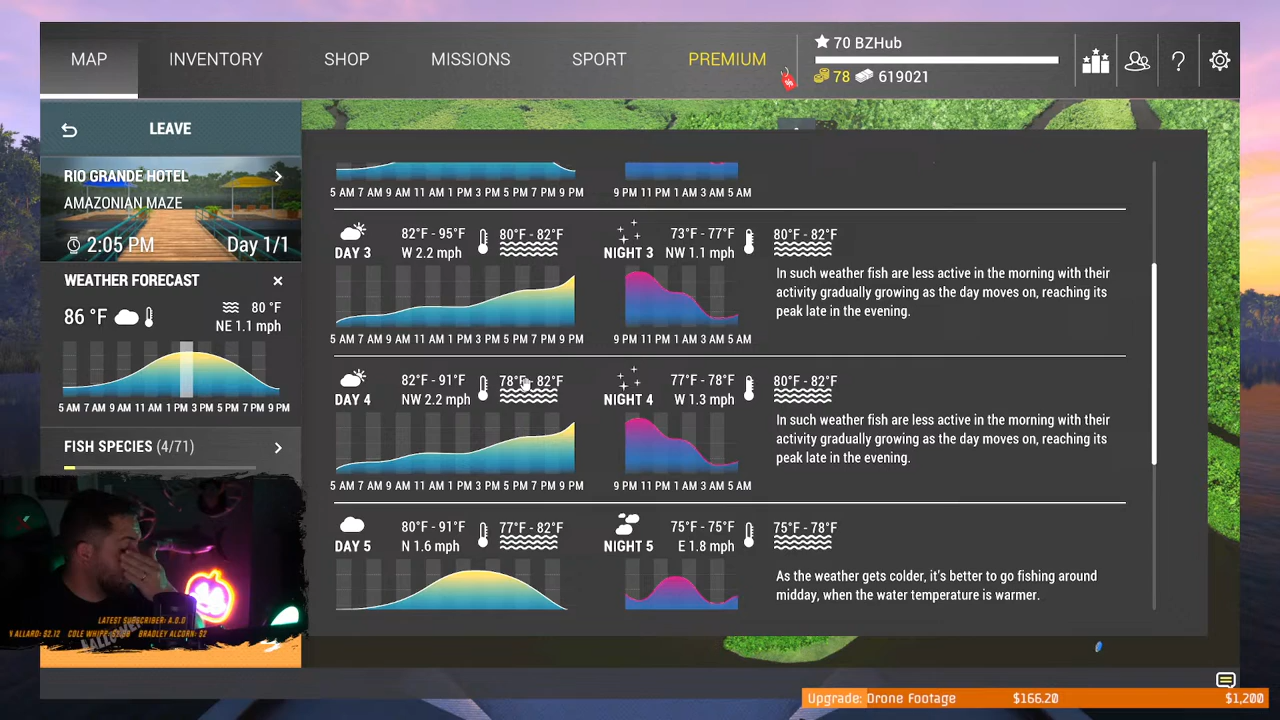 MAP INVENTORY SHOP MISSIONS SPORT PREMIUM
70 BZHub
78 619021
LEAVE
RIO GRANDE HOTEL
AMAZONIAN MAZE
2:05 PM Day 1/1
WEATHER FORECAST
86 °F 80 °F
NE 1.1 mph
5 AM 7 AM 9 AM 11 AM 1 PM 3 PM 5 PM 7 PM 9 PM
FISH SPECIES (4/71)
5 AM 7 AM 9 AM 11 AM 1 PM 3 PM 5 PM 7 PM 9 PM 9 PM 11 PM 1 AM 3 AM 5 AM
DAY 3 82°F - 95°F W 2.2 mph 80°F - 82°F
NIGHT 3 73°F - 77°F NW 1.1 mph 80°F - 82°F
In such weather fish are less active in the morning with their
activity gradually growing as the day moves on, reaching its
peak late in the evening.
5 AM 7 AM 9 AM 11 AM 1 PM 3 PM 5 PM 7 PM 9 PM 9 PM 11 PM 1 AM 3 AM 5 AM
DAY 4 82°F - 91°F NW 2.2 mph 78°F - 82°F
NIGHT 4 77°F - 78°F W 1.3 mph 80°F - 82°F
In such weather fish are less active in the morning with their
activity gradually growing as the day moves on, reaching its
peak late in the evening.
5 AM 7 AM 9 AM 11 AM 1 PM 3 PM 5 PM 7 PM 9 PM 9 PM 11 PM 1 AM 3 AM 5 AM
DAY 5 80°F - 91°F N 1.6 mph 77°F - 82°F
NIGHT 5 75°F - 75°F E 1.8 mph 75°F - 78°F
As the weather gets colder, it's better to go fishing around
midday, when the water temperature is warmer.
LATEST SUBSCRIBER: A.O.O
ALLARD: $2.12 COLE WHIPP: BRADLEY ALCORN: $2
Upgrade: Drone Footage $166.20 $1,200